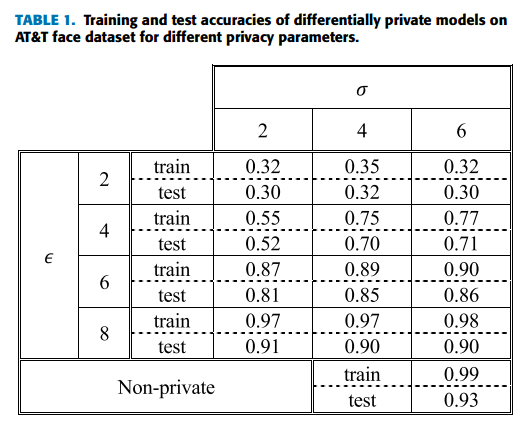 TABLE 1. Training and test accuracies of differentially private models on
AT&T face dataset for different privacy parameters.
σ
2 4 6
ϵ
2 train 0.32 0.35 0.32
test 0.30 0.32 0.30
4 train 0.55 0.75 0.77
test 0.52 0.70 0.71
6 train 0.87 0.89 0.90
test 0.81 0.85 0.86
8 train 0.97 0.97 0.98
test 0.91 0.90 0.90
Non-private train 0.99
test 0.93